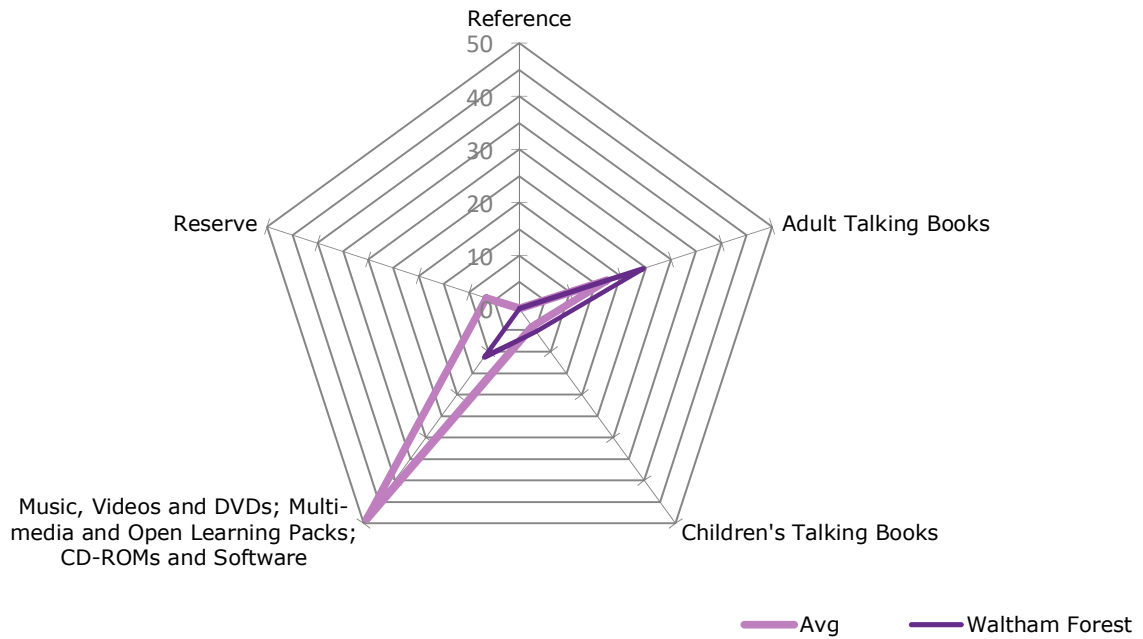 Reference
50
40
30
20
10
0
Reserve
Adult Talking Books
Music, Videos and DVDs; Multi-
media and Open Learning Packs;
CD-ROMs and Software
Children's Talking Books
Avg
Waltham Forest